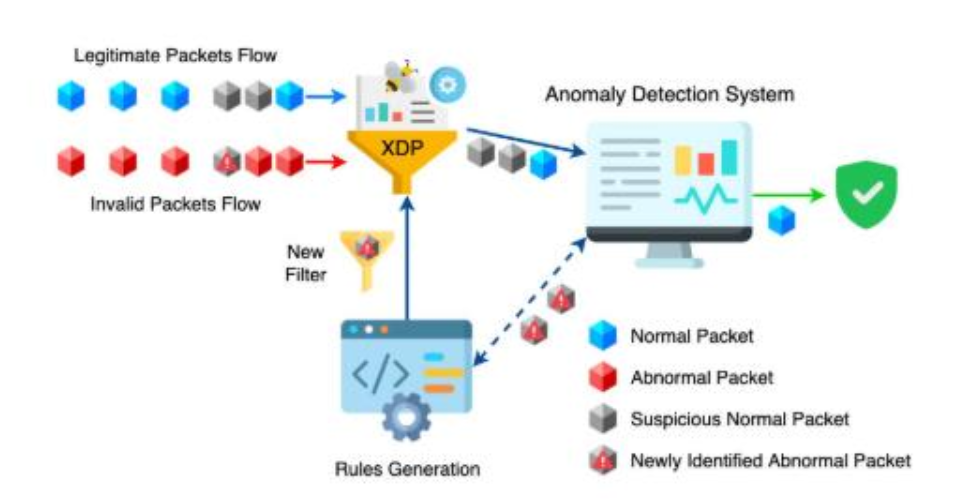 Legitimate Packets Flow
XDP
Anomaly Detection System
Invalid Packets Flow
New
Filter
</>
Rules Generation
Normal Packet
Abnormal Packet
Suspicious Normal Packet
Newly Identified Abnormal Packet